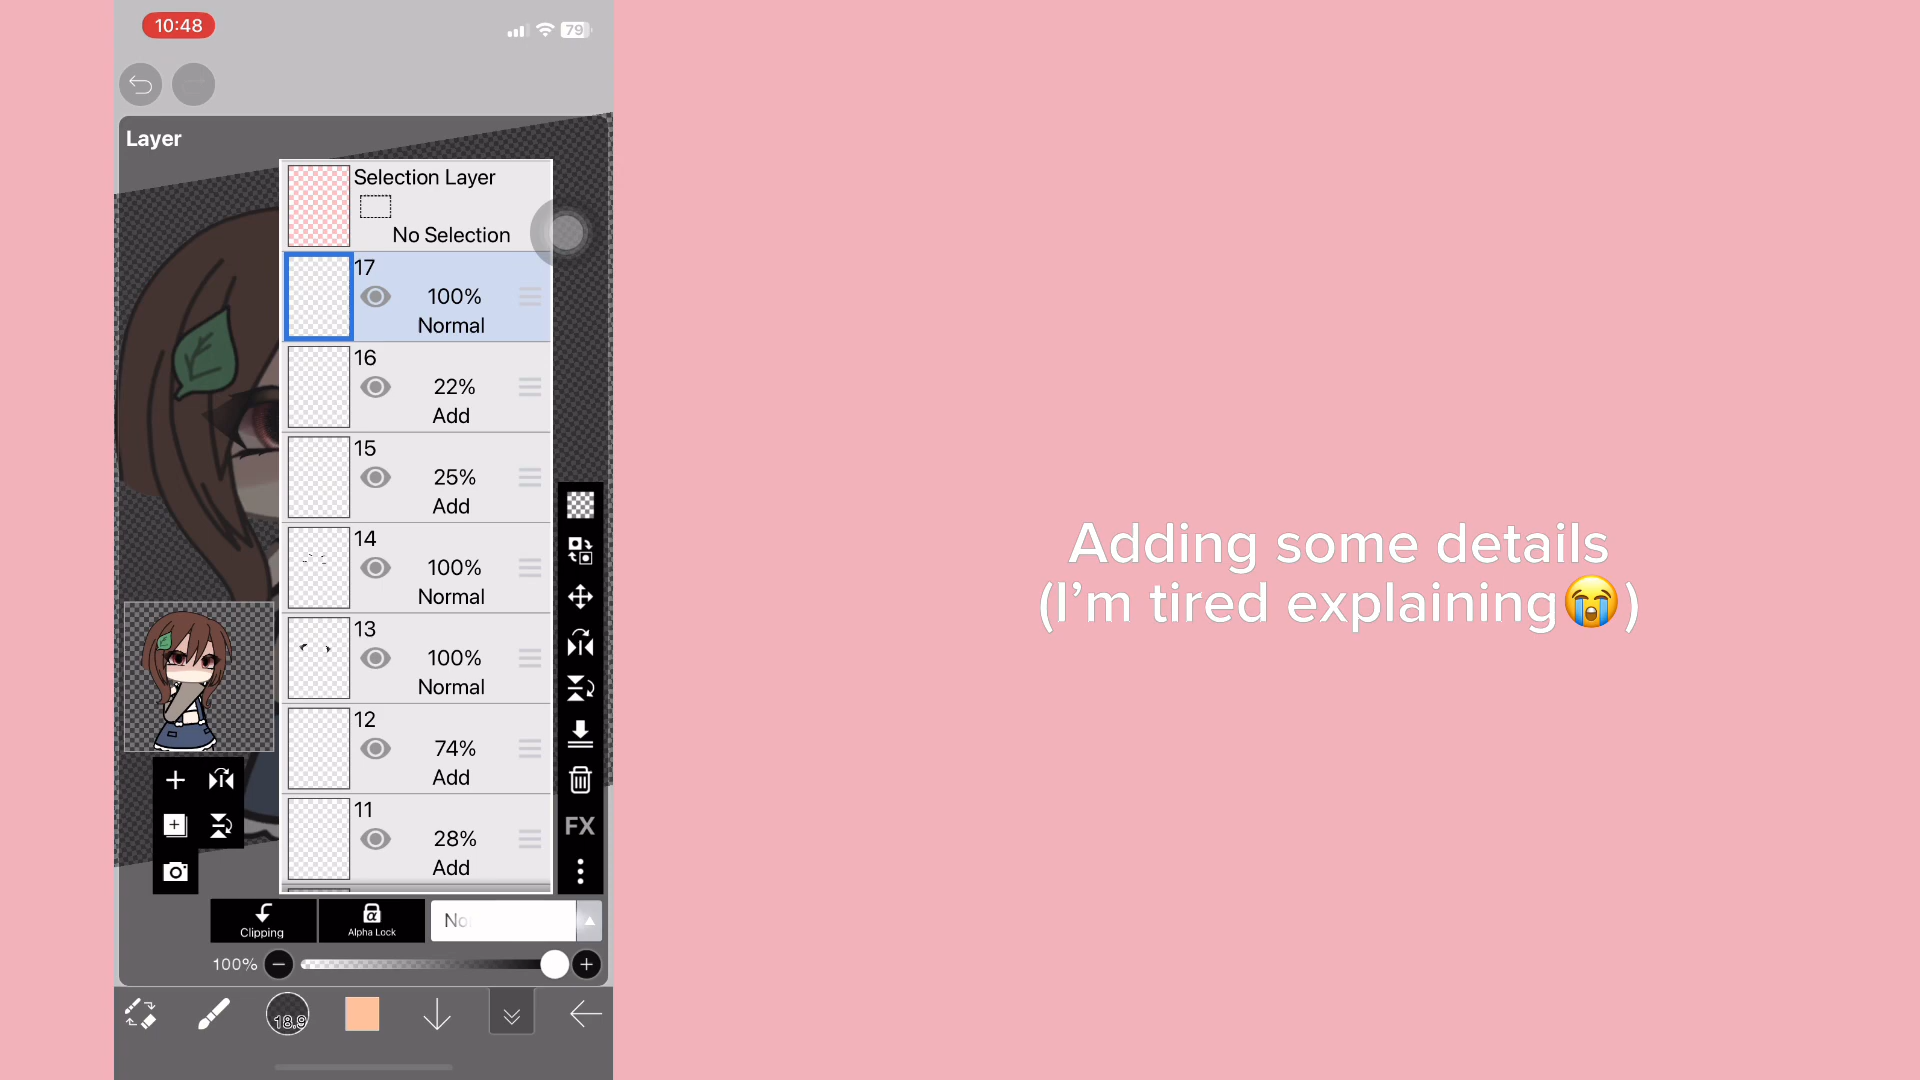 10:48
79
Layer
Selection Layer
No Selection
17
100%
Normal
16
22%
Add
15
25%
Add
14
100%
Normal
13
100%
Normal
12
74%
Add
11
28%
Add
FX
Clipping
Alpha Lock
No
100%
18.9
Adding some details
(I’m tired explaining😭)